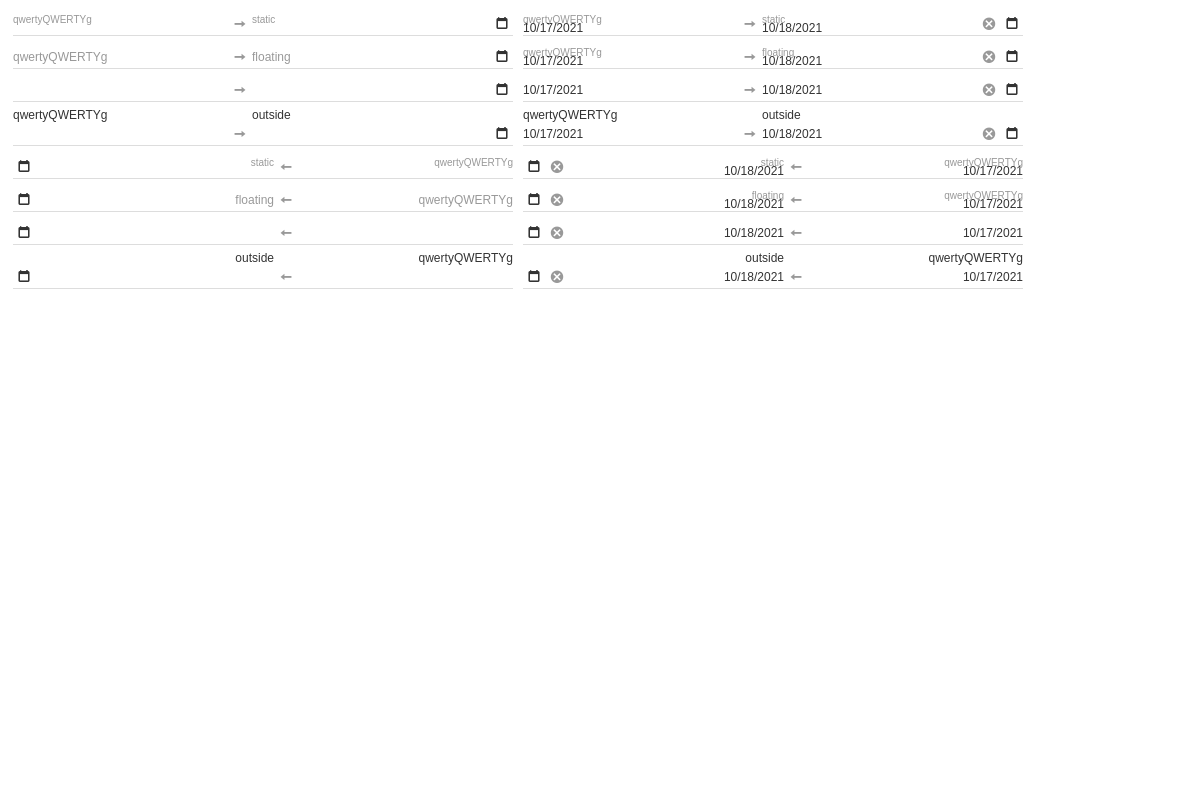 qwertyQWERTYg static qwertyQWERTYg static
10/17/2021 10/18/2021
qwertyQWERTYg floating qwertyQWERTYg floating
10/17/2021 10/18/2021
10/17/2021 10/18/2021
qwertyQWERTYg outside qwertyQWERTYg outside
10/17/2021 10/18/2021
static qwertyQWERTYg static qwertyQWERTYg
10/18/2021 10/17/2021
floating qwertyQWERTYg floating qwertyQWERTYg
10/18/2021 10/17/2021
10/18/2021 10/17/2021
outside qwertyQWERTYg outside qwertyQWERTYg
10/18/2021 10/17/2021